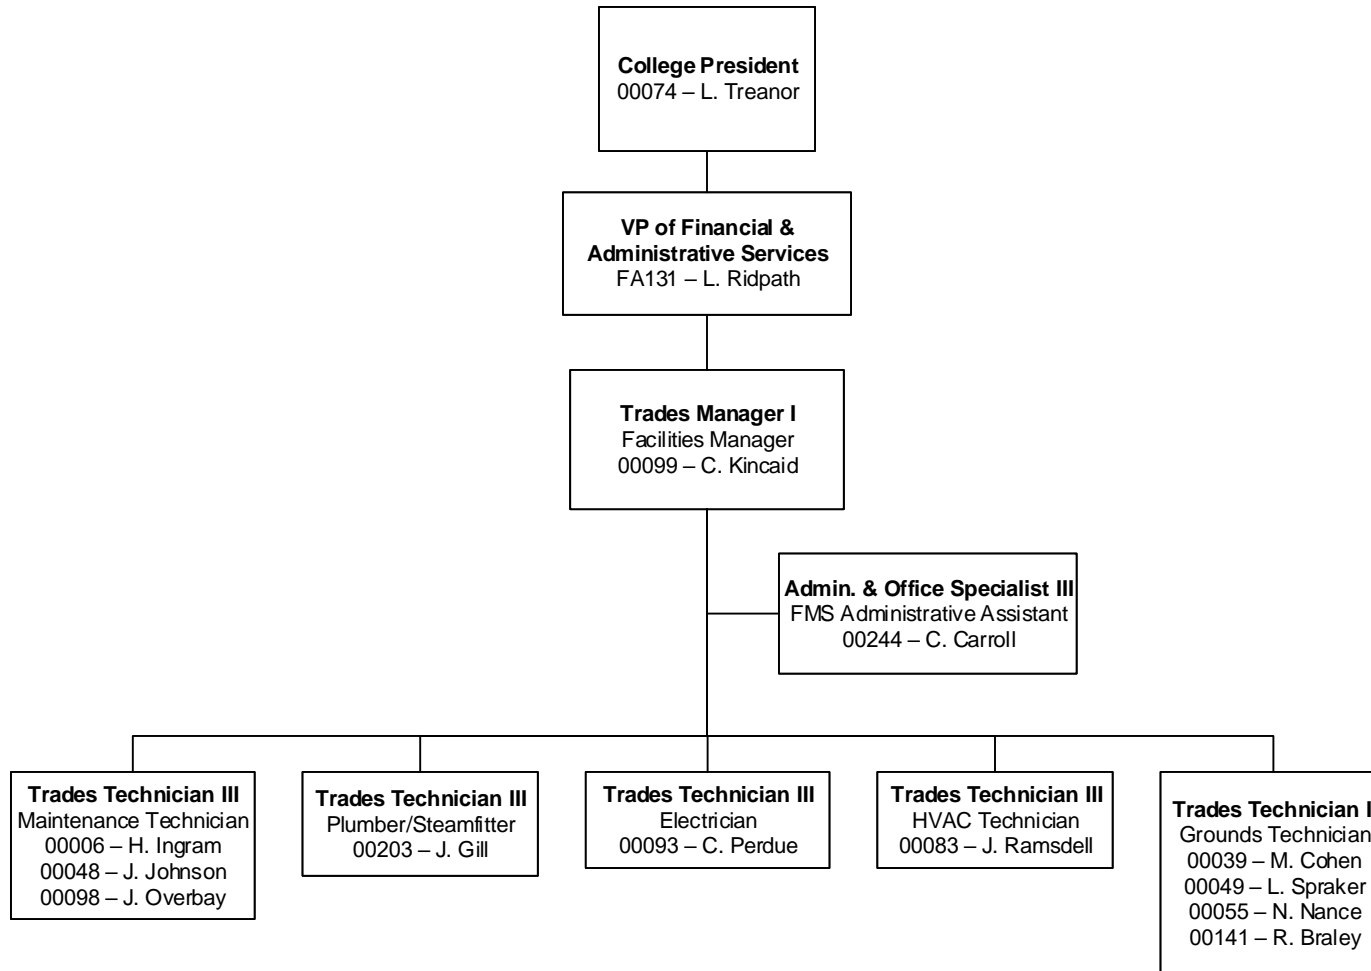 College President
00074 – L. Treanor
VP of Financial &
Administrative Services
FA131 – L. Ridpath
Trades Manager I
Facilities Manager
00099 – C. Kincaid
Admin. & Office Specialist III
FMS Administrative Assistant
00244 – C. Carroll
Trades Technician III
Maintenance Technician
00006 – H. Ingram
00048 – J. Johnson
00098 – J. Overbay
Trades Technician III
Plumber/Steamfitter
00203 – J. Gill
Trades Technician III
Electrician
00093 – C. Perdue
Trades Technician III
HVAC Technician
00083 – J. Ramsdell
Trades Technician I
Grounds Technician
00039 – M. Cohen
00049 – L. Spraker
00055 – N. Nance
00141 – R. Braley